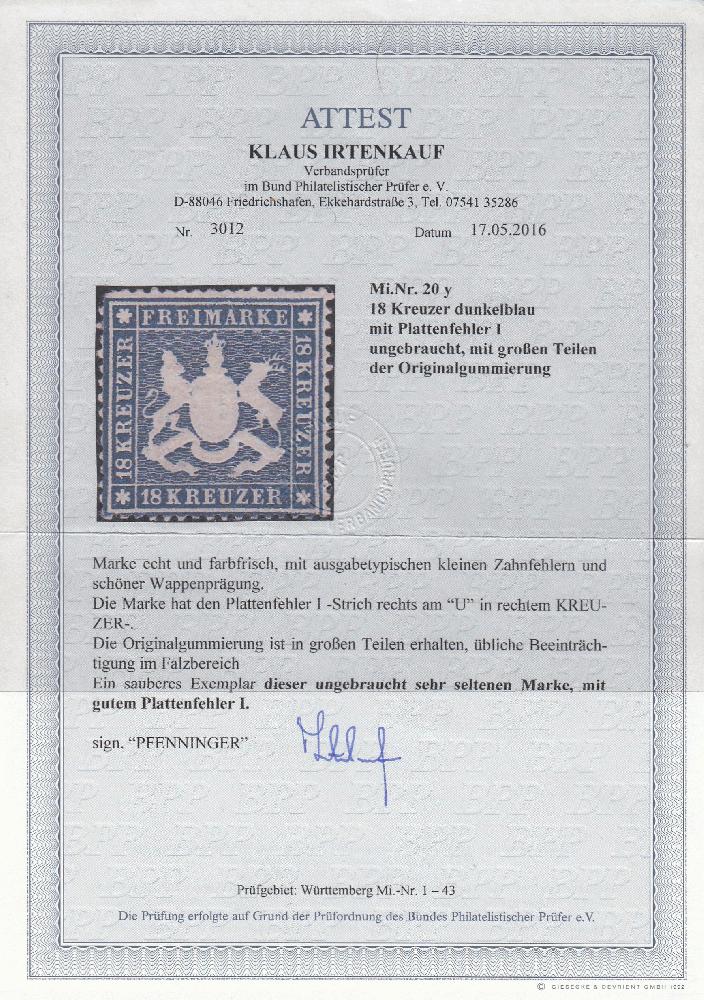 ATTEST
KLAUS IRTENKAUF
Verbandsprüfer
im Bund Philatelistischer Prüfer e. V.
D-88046 Friedrichshafen, Ekkehardstraße 3, Tel. 07541 35286
Nr. 3012 Datum 17.05.2016
FREIMARKE
18 KREUZER
18 KREUZER
18 KREUZER
Mi.Nr. 20 y
18 Kreuzer dunkelblau
mit Plattenfehler I
ungebraucht, mit großen Teilen
der Originalgummierung
Marke echt und farbfrisch, mit ausgabetypischen kleinen Zahnfehlern und
schöner Wappenprägung.
Die Marke hat den Plattenfehler I -Strich rechts am “U” in rechtem KREU-
ZER-.
Die Originalgummierung ist in großen Teilen erhalten, übliche Beeinträch-
tigung im Falzbereich
Ein sauberes Exemplar dieser ungebraucht sehr seltenen Marke, mit
gutem Plattenfehler I.
sign. “PFENNINGER”
Prüfgebiet: Württemberg Mi.-Nr. 1 – 43
Die Prüfung erfolgte auf Grund der Prüfordnung des Bundes Philatelistischer Prüfer e.V.
© GIESECKE & DEVRIENT GMBH 1992